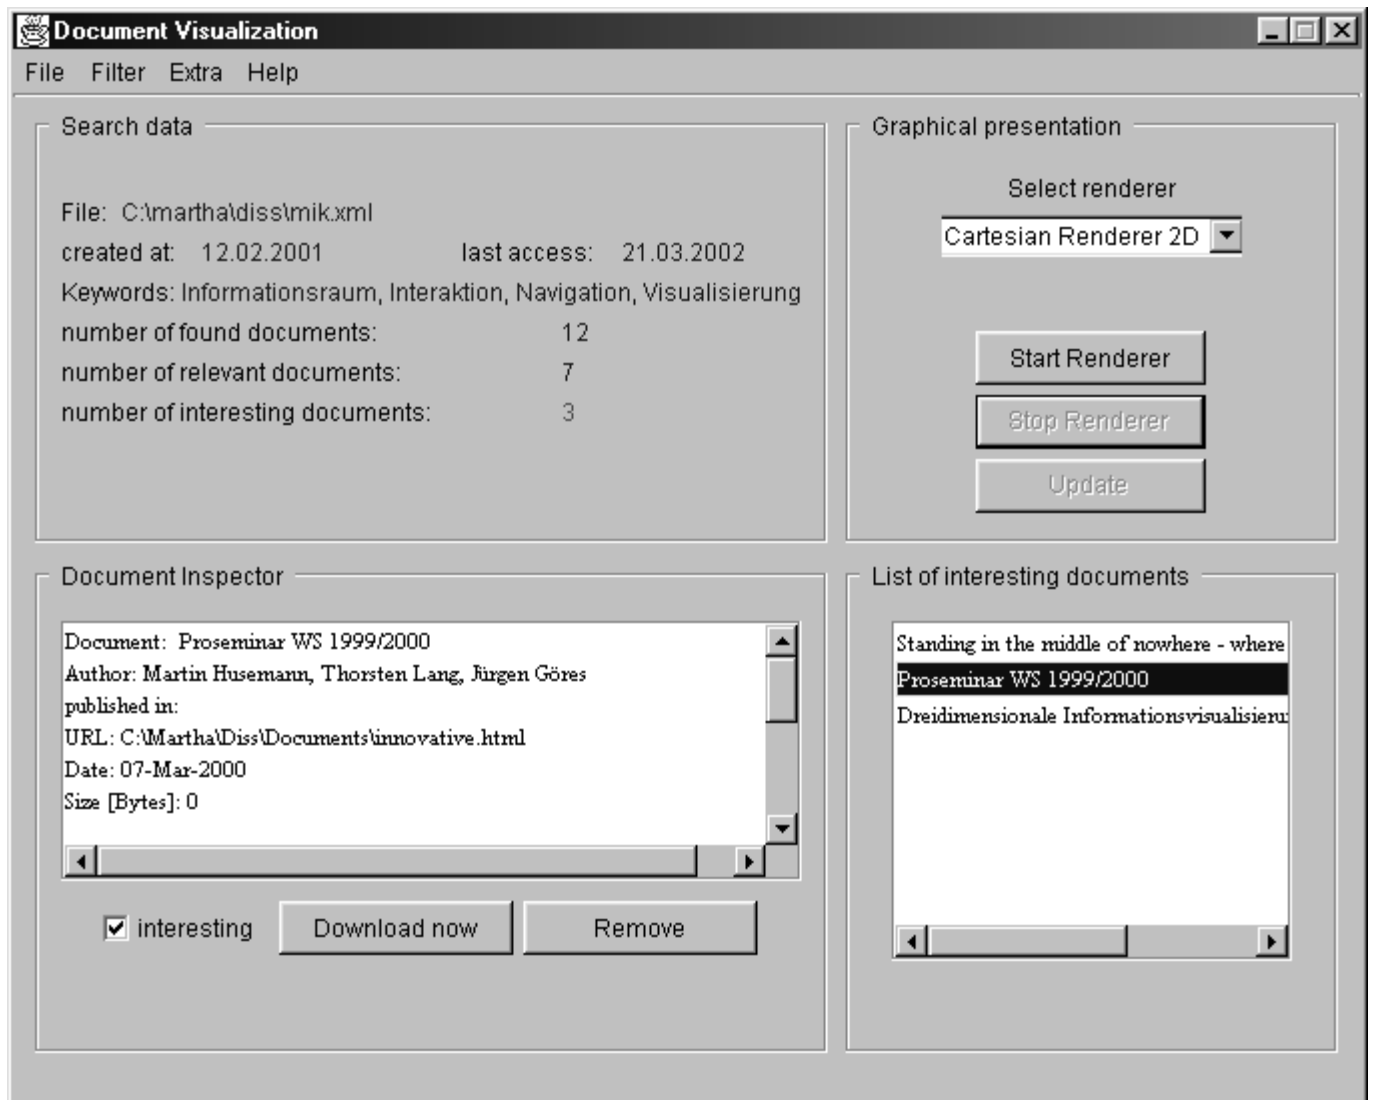 Document Visualization
File Filter Extra Help
Search data
File: C:\martha\diss\mik.xml
created at: 12.02.2001 last access: 21.03.2002
Keywords: Informationsraum, Interaktion, Navigation, Visualisierung
number of found documents: 12
number of relevant documents: 7
number of interesting documents: 3
Graphical presentation
Select renderer
Cartesian Renderer 2D
Start Renderer
Stop Renderer
Update
Document Inspector
Document: Proseminar WS 1999/2000
Author: Martin Husemann, Thorsten Lang, Jürgen Göres
published in:
URL: C:\Martha\Diss\Documents\innovative.html
Date: 07-Mar-2000
Size [Bytes]: 0
interesting
Download now
Remove
List of interesting documents
Standing in the middle of nowhere - where
Proseminar WS 1999/2000
Dreidimensionale Informationsvisualisieru